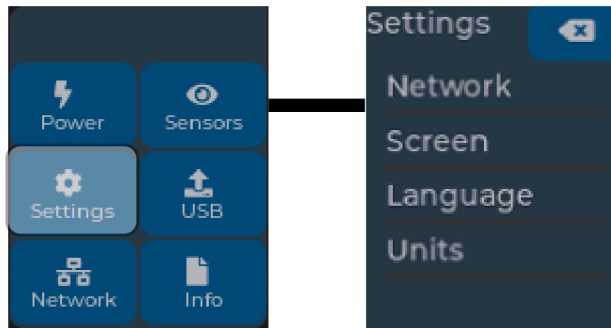 Power
Sensors
Settings
USB
Network
Info
Settings
Network
Screen
Language
Units